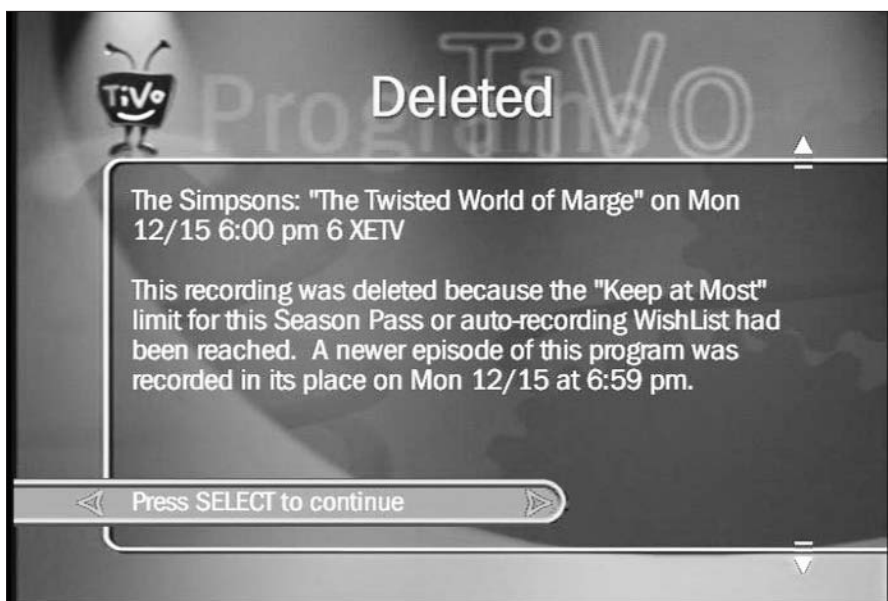 TiVo
Programs
TiVo
Deleted
The Simpsons: "The Twisted World of Marge" on Mon
12/15 6:00 pm 6 XETV
This recording was deleted because the "Keep at Most"
limit for this Season Pass or auto-recording WishList had
been reached.  A newer episode of this program was
recorded in its place on Mon 12/15 at 6:59 pm.
Press SELECT to continue